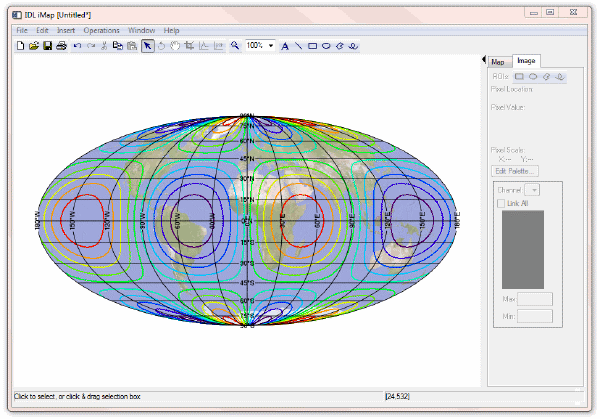 IDL iMap [Untitled*]
File Edit Insert Operations Window Help
100%
Map Image
ROIs:
Pixel Location:
Pixel Value:
Pixel Scale:
X:-- Y:--
Edit Palette...
Channel
Link All
Max:
Min:
75°N
60°N
45°N
30°N
15°N
180°W 150°W 120°W 90°W 60°W 30°W 0°N 30°E 60°E 90°E 120°E 150°E 180°E
15°S
30°S
45°S
60°S
75°S
Click to select, or click & drag selection box
[24,532]